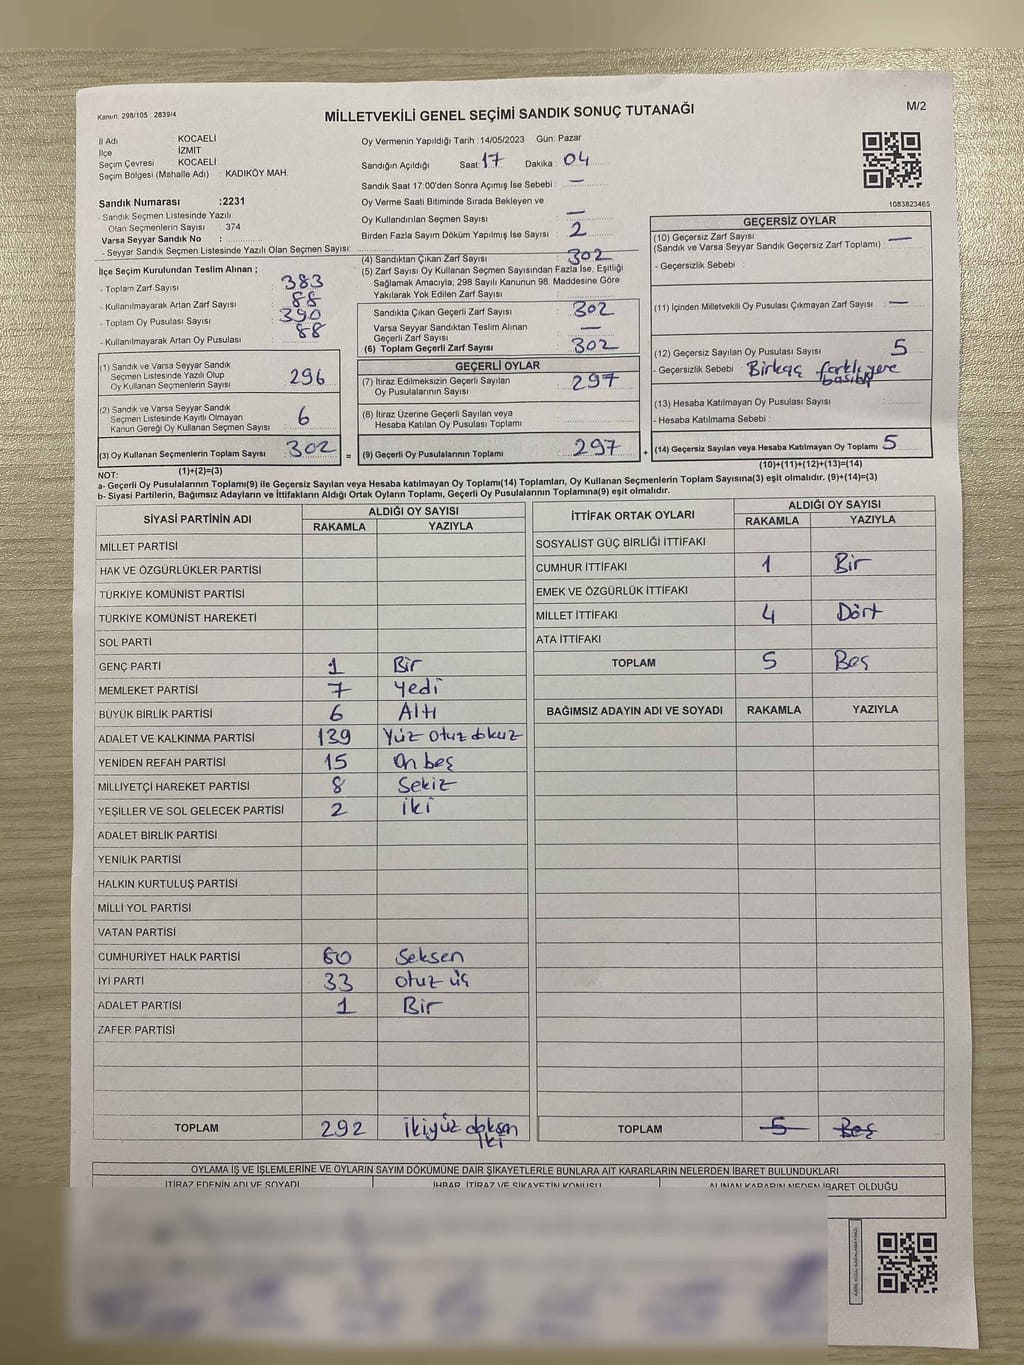 Kanun: 298/105 . 2839/4
MİLLETVEKİLİ GENEL SEÇİMİ SANDIK SONUÇ TUTANAĞI
M/2
İl Adı : KOCAELİ
İlçe : İZMİT
Seçim Çevresi : KOCAELİ
Seçim Bölgesi (Mahalle Adı) : KADIKÖY MAH.
Sandık Numarası :2231
- Sandık Seçmen Listesinde Yazılı
Olan Seçmenlerin Sayısı : 374
Varsa Seyyar Sandık No :
- Seyyar Sandık Seçmen Listesinde Yazılı Olan Seçmen Sayısı:
Oy Vermenin Yapıldığı Tarih : 14/05/2023 Gün: Pazar
Sandığın Açıldığı Saat: 17 Dakika : 04
Sandık Saat 17:00'den Sonra Açımış İse Sebebi : —
Oy Verme Saati Bitiminde Sırada Bekleyen ve
Oy Kullandırılan Seçmen Sayısı —
Birden Fazla Sayım Döküm Yapılmış İse Sayısı : 2
1083823465
İlçe Seçim Kurulundan Teslim Alınan ;
- Toplam Zarf Sayısı : 383
- Kullanılmayarak Artan Zarf Sayısı : 88
- Toplam Oy Pusulası Sayısı : 390
- Kullanılmayarak Artan Oy Pusulası : 88
(1) Sandık ve Varsa Seyyar Sandık
Seçmen Listesinde Yazılı Olup
Oy Kullanan Seçmenlerin Sayısı : 296
(2) Sandık ve Varsa Seyyar Sandık
Seçmen Listesinde Kayıtlı Olmayan
Kanun Gereği Oy Kullanan Seçmen Sayısı : 6
(3) Oy Kullanan Seçmenlerin Toplam Sayısı : 302 =
(1)+(2)=(3)
(4) Sandıktan Çıkan Zarf Sayısı : 302
(5) Zarf Sayısı Oy Kullanan Seçmen Sayısından Fazla İse, Eşitliği
Sağlamak Amacıyla; 298 Sayılı Kanunun 98. Maddesine Göre
Yakılarak Yok Edilen Zarf Sayısı :
Sandıkta Çıkan Geçerli Zarf Sayısı : 302
Varsa Seyyar Sandıktan Teslim Alınan
Geçerli Zarf Sayısı : —
(6) Toplam Geçerli Zarf Sayısı : 302
GEÇERLİ OYLAR
(7) İtiraz Edilmeksizin Geçerli Sayılan
Oy Pusulalarının Sayısı : 297
(8) İtiraz Üzerine Geçerli Sayılan veya
Hesaba Katılan Oy Pusulası Toplamı :
(9) Geçerli Oy Pusulalarının Toplamı : 297 +
GEÇERSİZ OYLAR
(10) Geçersiz Zarf Sayısı
(Sandık ve Varsa Seyyar Sandık Geçersiz Zarf Toplamı) : —
- Geçersizlik Sebebi :
(11) İçinden Milletvekili Oy Pusulası Çıkmayan Zarf Sayısı : —
(12) Geçersiz Sayılan Oy Pusulası Sayısı : 5
- Geçersizlik Sebebi : Birkaç farklı yere
basılı
(13) Hesaba Katılmayan Oy Pusulası Sayısı :
- Hesaba Katılmama Sebebi :
(14) Geçersiz Sayılan veya Hesaba Katılmayan Oy Toplamı : 5
(10)+(11)+(12)+(13)=(14)
NOT:
a- Geçerli Oy Pusulalarının Toplamı(9) ile Geçersiz Sayılan veya Hesaba katılmayan Oy Toplamı(14) Toplamları, Oy Kullanan Seçmenlerin Toplam Sayısına(3) eşit olmalıdır. (9)+(14)=(3)
b- Siyasi Partilerin, Bağımsız Adayların ve İttifakların Aldığı Ortak Oyların Toplamı, Geçerli Oy Pusulalarının Toplamına(9) eşit olmalıdır.
SİYASİ PARTİNİN ADI ALDIĞI OY SAYISI
RAKAMLA YAZIYLA
MİLLET PARTİSİ
HAK VE ÖZGÜRLÜKLER PARTİSİ
TÜRKİYE KOMÜNİST PARTİSİ
TÜRKİYE KOMÜNİST HAREKETİ
SOL PARTİ
GENÇ PARTİ 1 Bir
MEMLEKET PARTİSİ 7 Yedi
BÜYÜK BİRLİK PARTİSİ 6 Altı
ADALET VE KALKINMA PARTİSİ 139 Yüz otuz dokuz
YENİDEN REFAH PARTİSİ 15 On beş
MİLLİYETÇİ HAREKET PARTİSİ 8 Sekiz
YEŞİLLER VE SOL GELECEK PARTİSİ 2 iki
ADALET BİRLİK PARTİSİ
YENİLİK PARTİSİ
HALKIN KURTULUŞ PARTİSİ
MİLLİ YOL PARTİSİ
VATAN PARTİSİ
CUMHURİYET HALK PARTİSİ 80 Seksen
İYİ PARTİ 33 otuz üç
ADALET PARTİSİ 1 Bir
ZAFER PARTİSİ
TOPLAM 292 ikiyüz doksan
iki
İTTİFAK ORTAK OYLARI ALDIĞI OY SAYISI
RAKAMLA YAZIYLA
SOSYALİST GÜÇ BİRLİĞİ İTTİFAKI
CUMHUR İTTİFAKI 1 Bir
EMEK VE ÖZGÜRLÜK İTTİFAKI
MİLLET İTTİFAKI 4 Dört
ATA İTTİFAKI
TOPLAM 5 Beş
BAĞIMSIZ ADAYIN ADI VE SOYADI RAKAMLA YAZIYLA
TOPLAM 5 Beş
OYLAMA İŞ VE İŞLEMLERİNE VE OYLARIN SAYIM DÖKÜMÜNE DAİR ŞİKAYETLERLE BUNLARA AİT KARARLARIN NELERDEN İBARET BULUNDUKLARI
İTİRAZ EDENİN ADI VE SOYADI İHBAR, İTİRAZ VE ŞİKAYETİN KONUSU ALINAN KARARIN NEDEN İBARET OLDUĞU